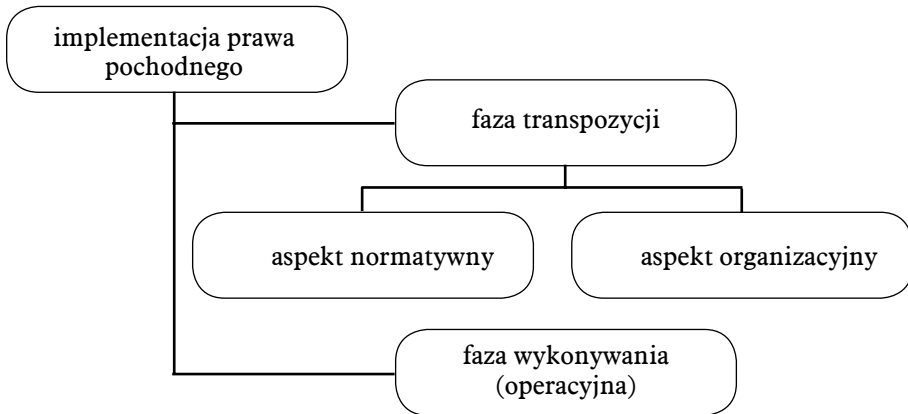 implementacja prawa
pochodnego
faza transpozycji
aspekt normatywny
aspekt organizacyjny
faza wykonywania
(operacyjna)